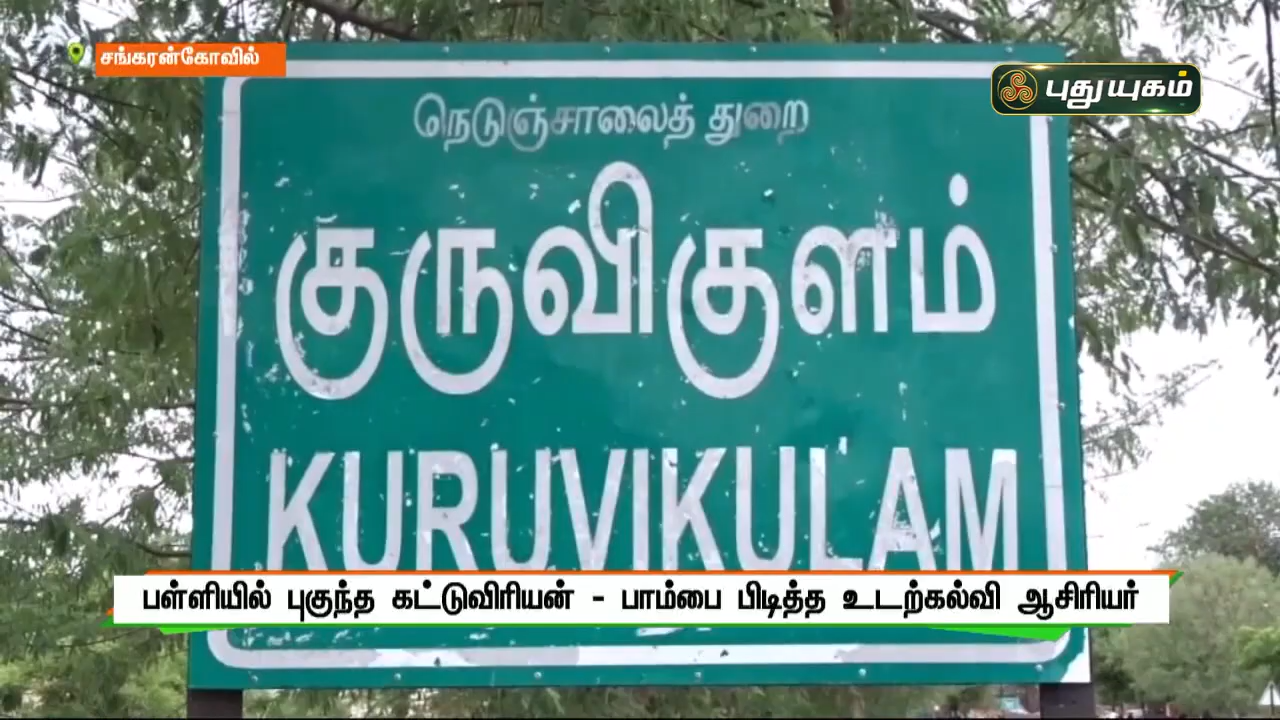 சங்கரன்கோவில்
புதுயுகம்
நெடுஞ்சாலைத் துறை
குருவிகுளம்
KURUVIKULAM
பள்ளியில் புகுந்த கட்டுவிரியன் - பாம்பை பிடித்த உடற்கல்வி ஆசிரியர்